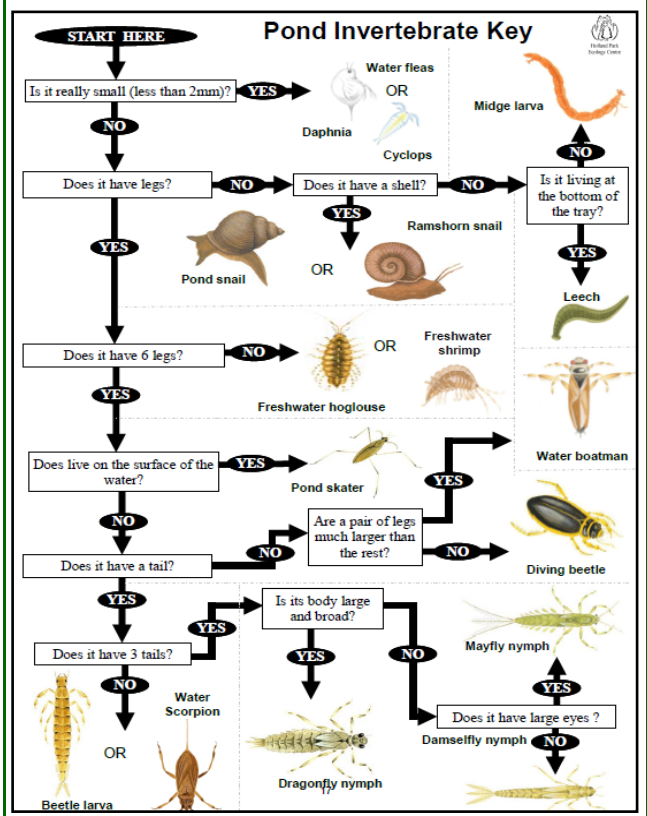 START HERE
Pond Invertebrate Key
Holland Park
Ecology Centre
Is it really small (less than 2mm)?
YES
Water fleas
OR
Daphnia
Cyclops
Midge larva
NO
NO
Does it have legs?
NO
Does it have a shell?
NO
Is it living at
the bottom of
the tray?
YES
YES
YES
Pond snail
OR
Ramshorn snail
Leech
Does it have 6 legs?
NO
OR
Freshwater
shrimp
Freshwater hoglouse
YES
Water boatman
Does live on the surface of the
water?
YES
Pond skater
YES
NO
Are a pair of legs
much larger than
the rest?
NO
Diving beetle
Does it have a tail?
NO
YES
Is its body large
and broad?
YES
Does it have 3 tails?
NO
YES
NO
Mayfly nymph
YES
Does it have large eyes ?
Damselfly nymph
NO
Water
Scorpion
OR
Beetle larva
Dragonfly nymph
17